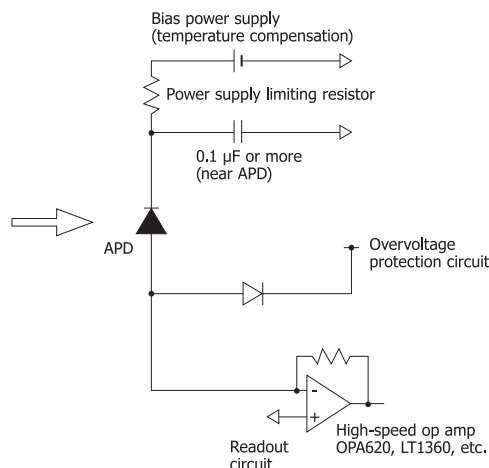 Bias power supply
(temperature compensation)
Power supply limiting resistor
0.1 µF or more
(near APD)
APD
Overvoltage
protection circuit
-
+
High-speed op amp
OPA620, LT1360, etc.
Readout
circuit